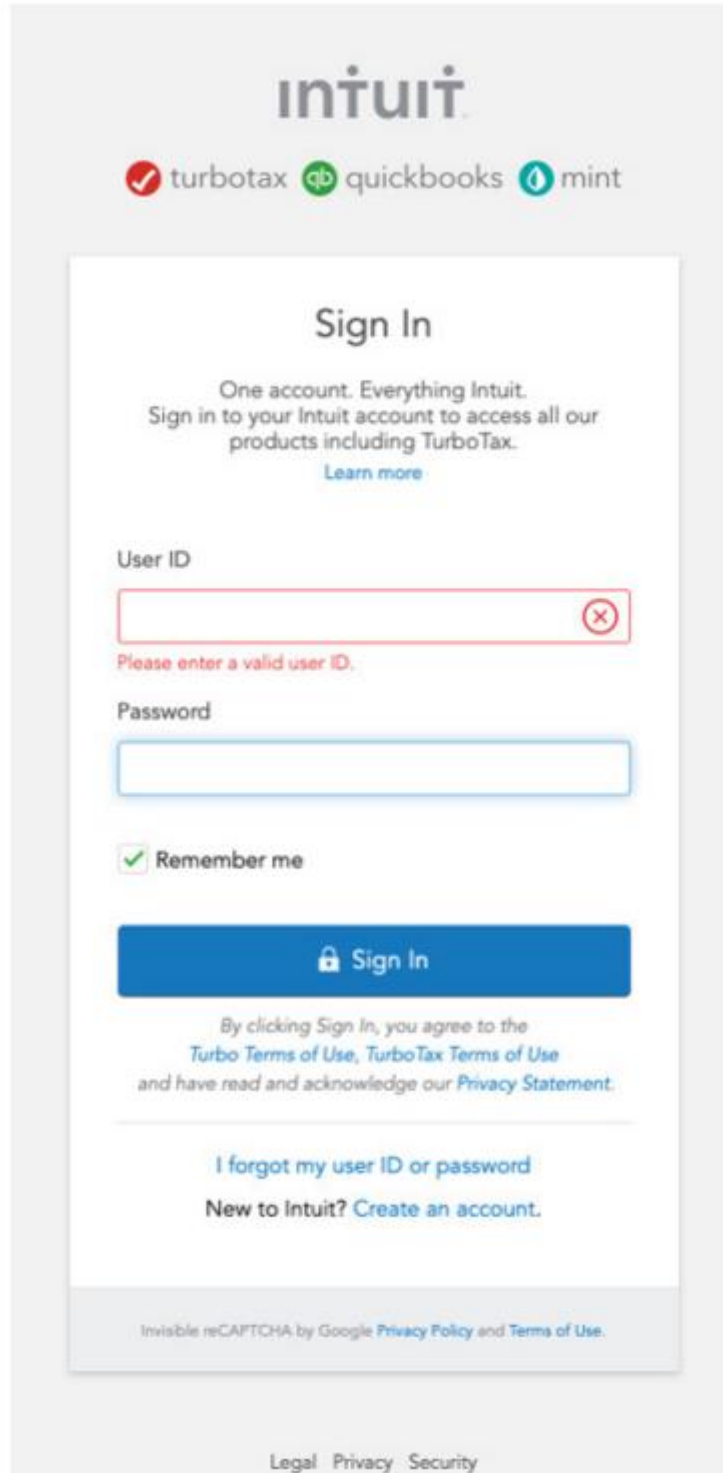 intuit
turbotax qb quickbooks mint
Sign In
One account. Everything Intuit.
Sign in to your Intuit account to access all our
products including TurboTax.
Learn more
User ID
Please enter a valid user ID.
Password
Remember me
Sign In
By clicking Sign In, you agree to the
Turbo Terms of Use, TurboTax Terms of Use
and have read and acknowledge our Privacy Statement.
I forgot my user ID or password
New to Intuit? Create an account.
Invisible reCAPTCHA by Google Privacy Policy and Terms of Use.
Legal Privacy Security